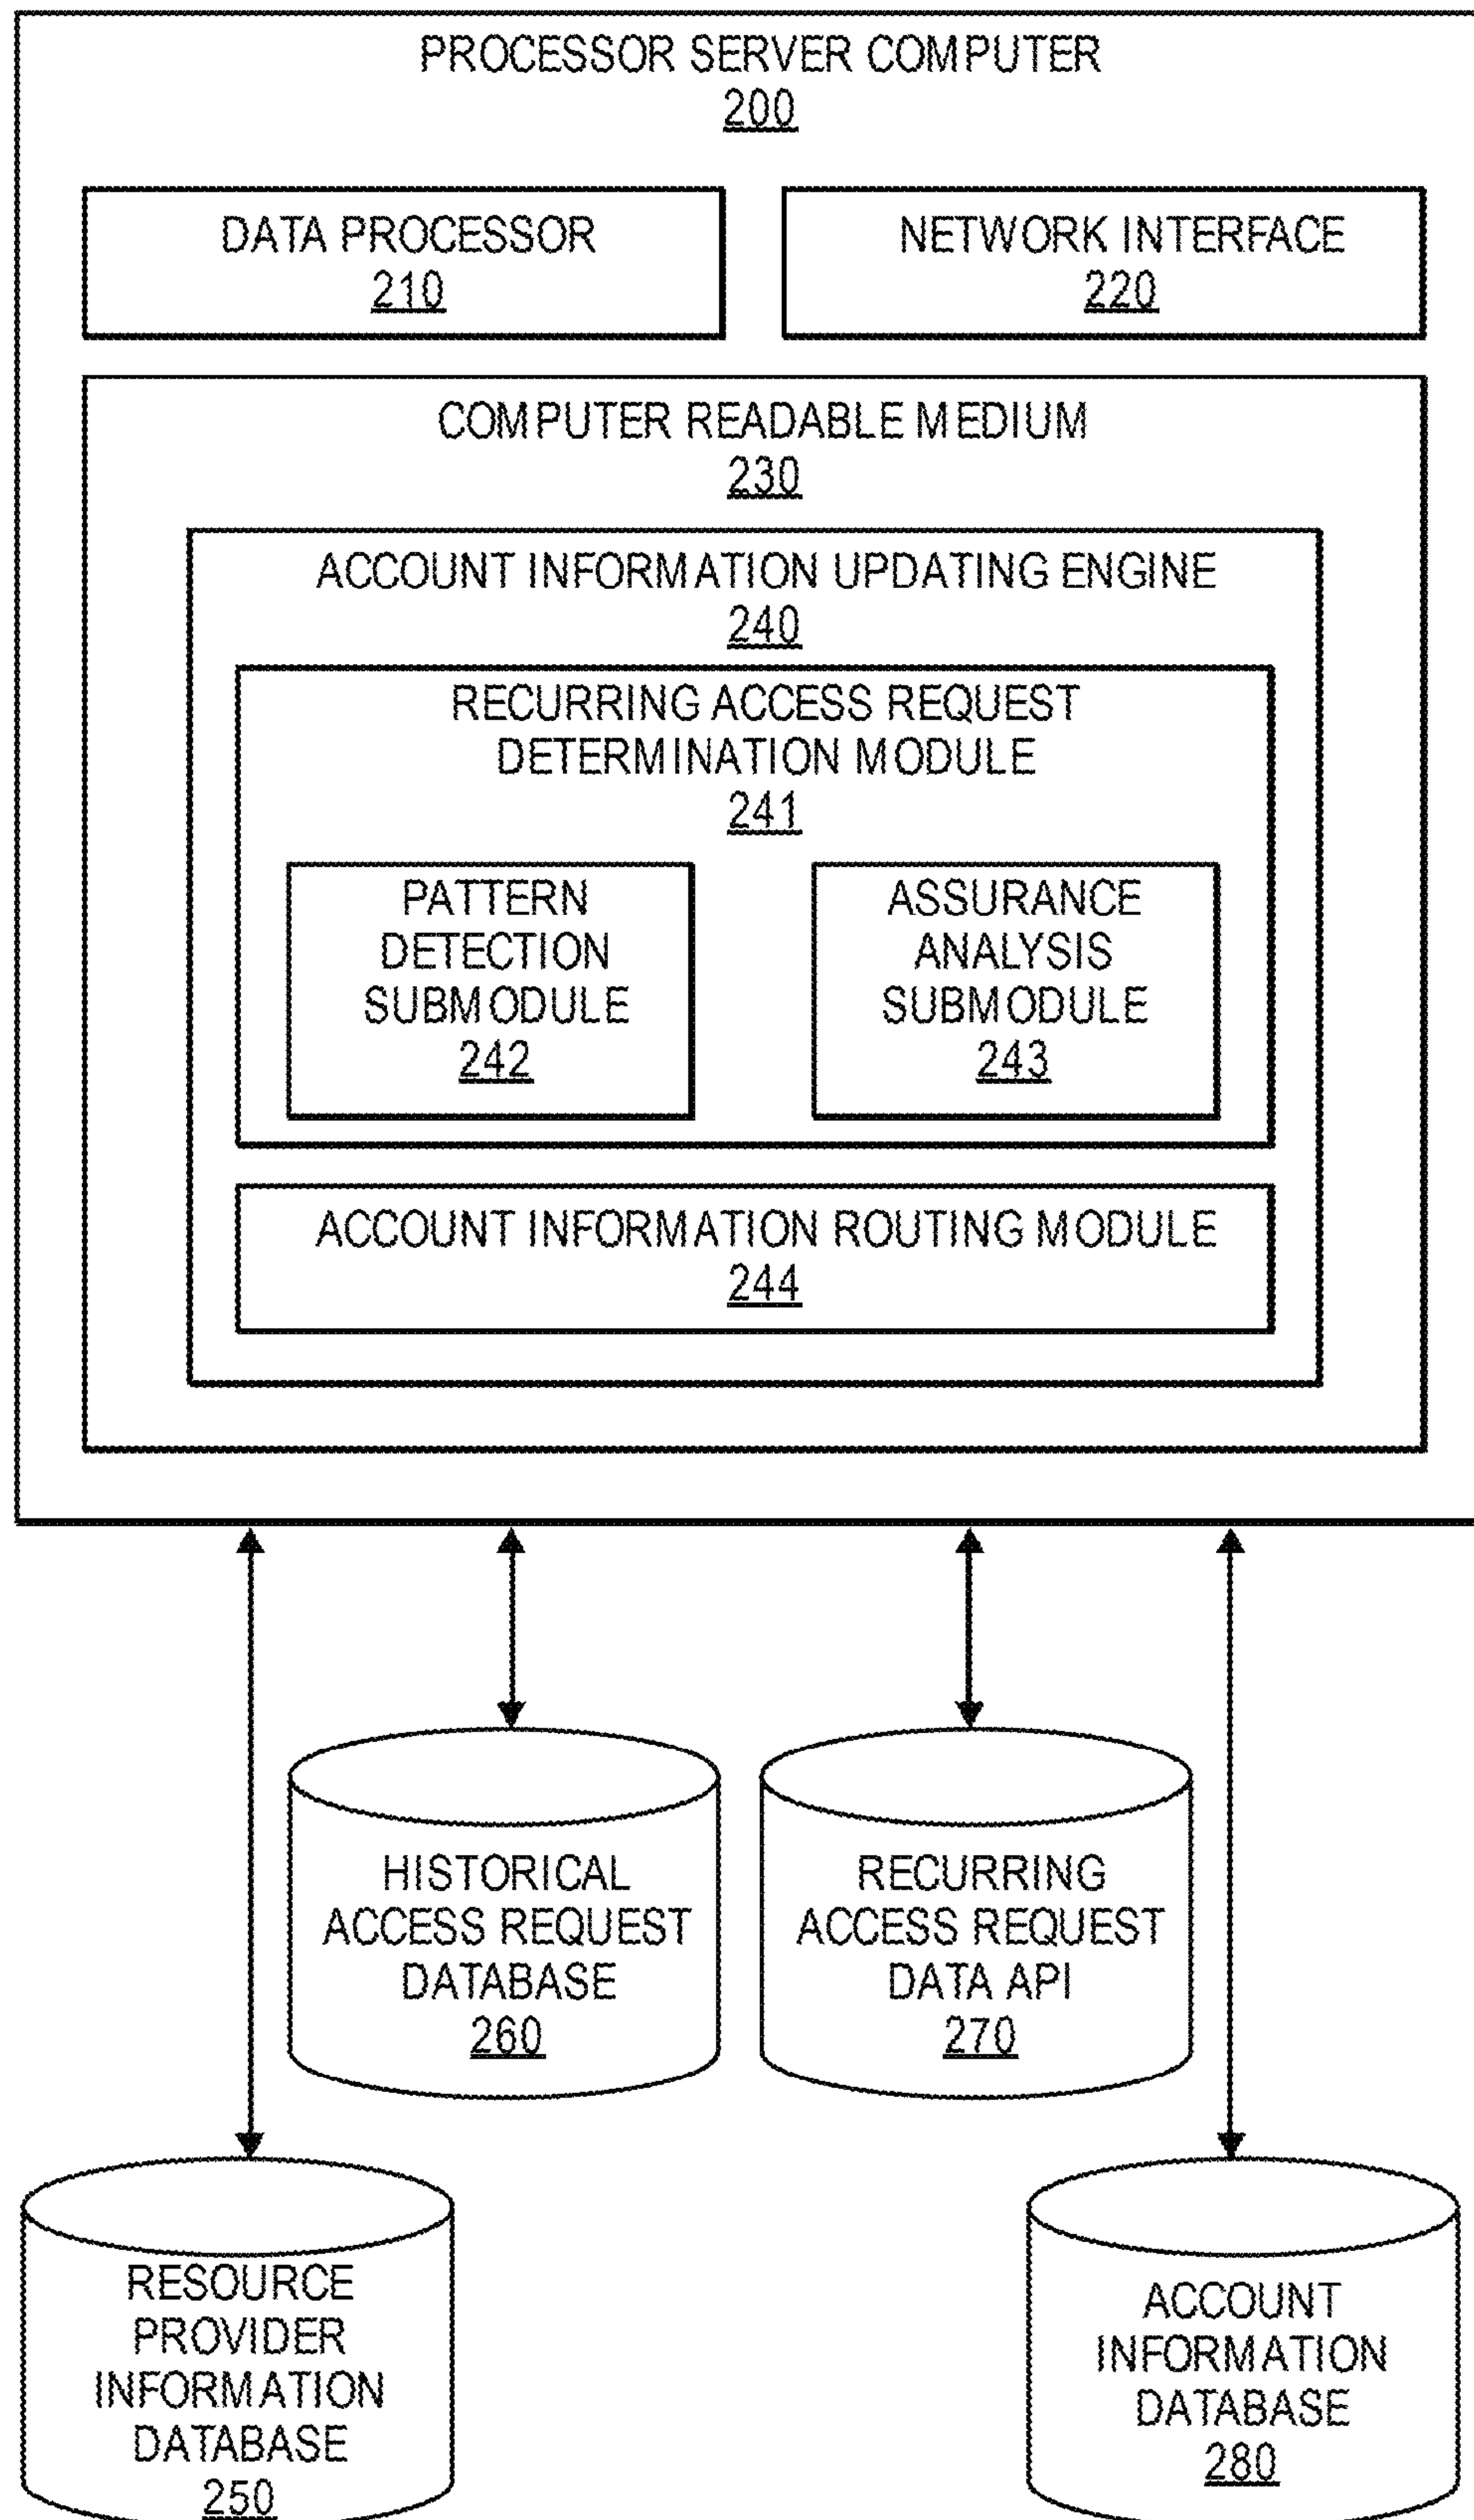 PROCESSOR SERVER COMPUTER
200
DATA PROCESSOR
210
NETWORK INTERFACE
220
COMPUTER READABLE MEDIUM
230
ACCOUNT INFORMATION UPDATING ENGINE
240
RECURRING ACCESS REQUEST
DETERMINATION MODULE
241
PATTERN
DETECTION
SUBMODULE
242
ASSURANCE
ANALYSIS
SUBMODULE
243
ACCOUNT INFORMATION ROUTING MODULE
244
HISTORICAL
ACCESS REQUEST
DATABASE
260
RECURRING
ACCESS REQUEST
DATA API
270
RESOURCE
PROVIDER
INFORMATION
DATABASE
250
ACCOUNT
INFORMATION
DATABASE
280